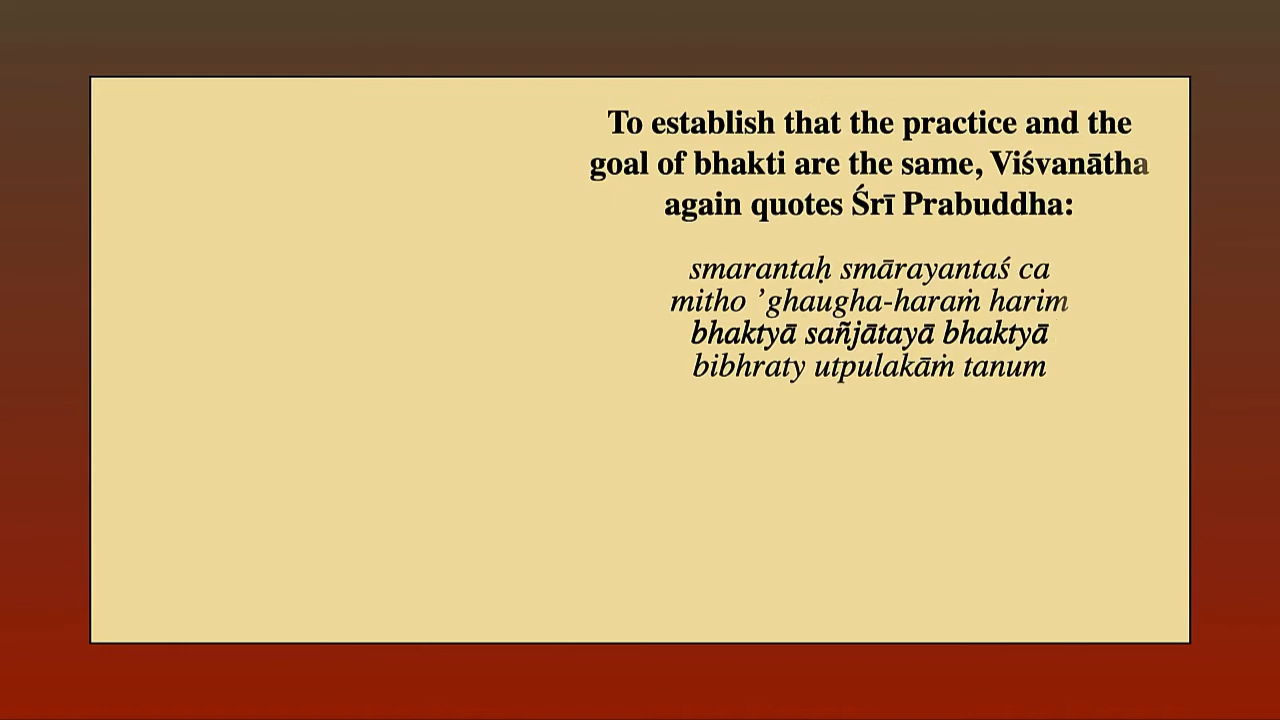 To establish that the practice and the
goal of bhakti are the same, Viśvanātha
again quotes Śrī Prabuddha:
smarantaḥ smārayantaś ca
mitho ’ghaugha-haraṁ harim
bhaktyā sañjātayā bhaktyā
bibhraty utpulakāṁ tanum